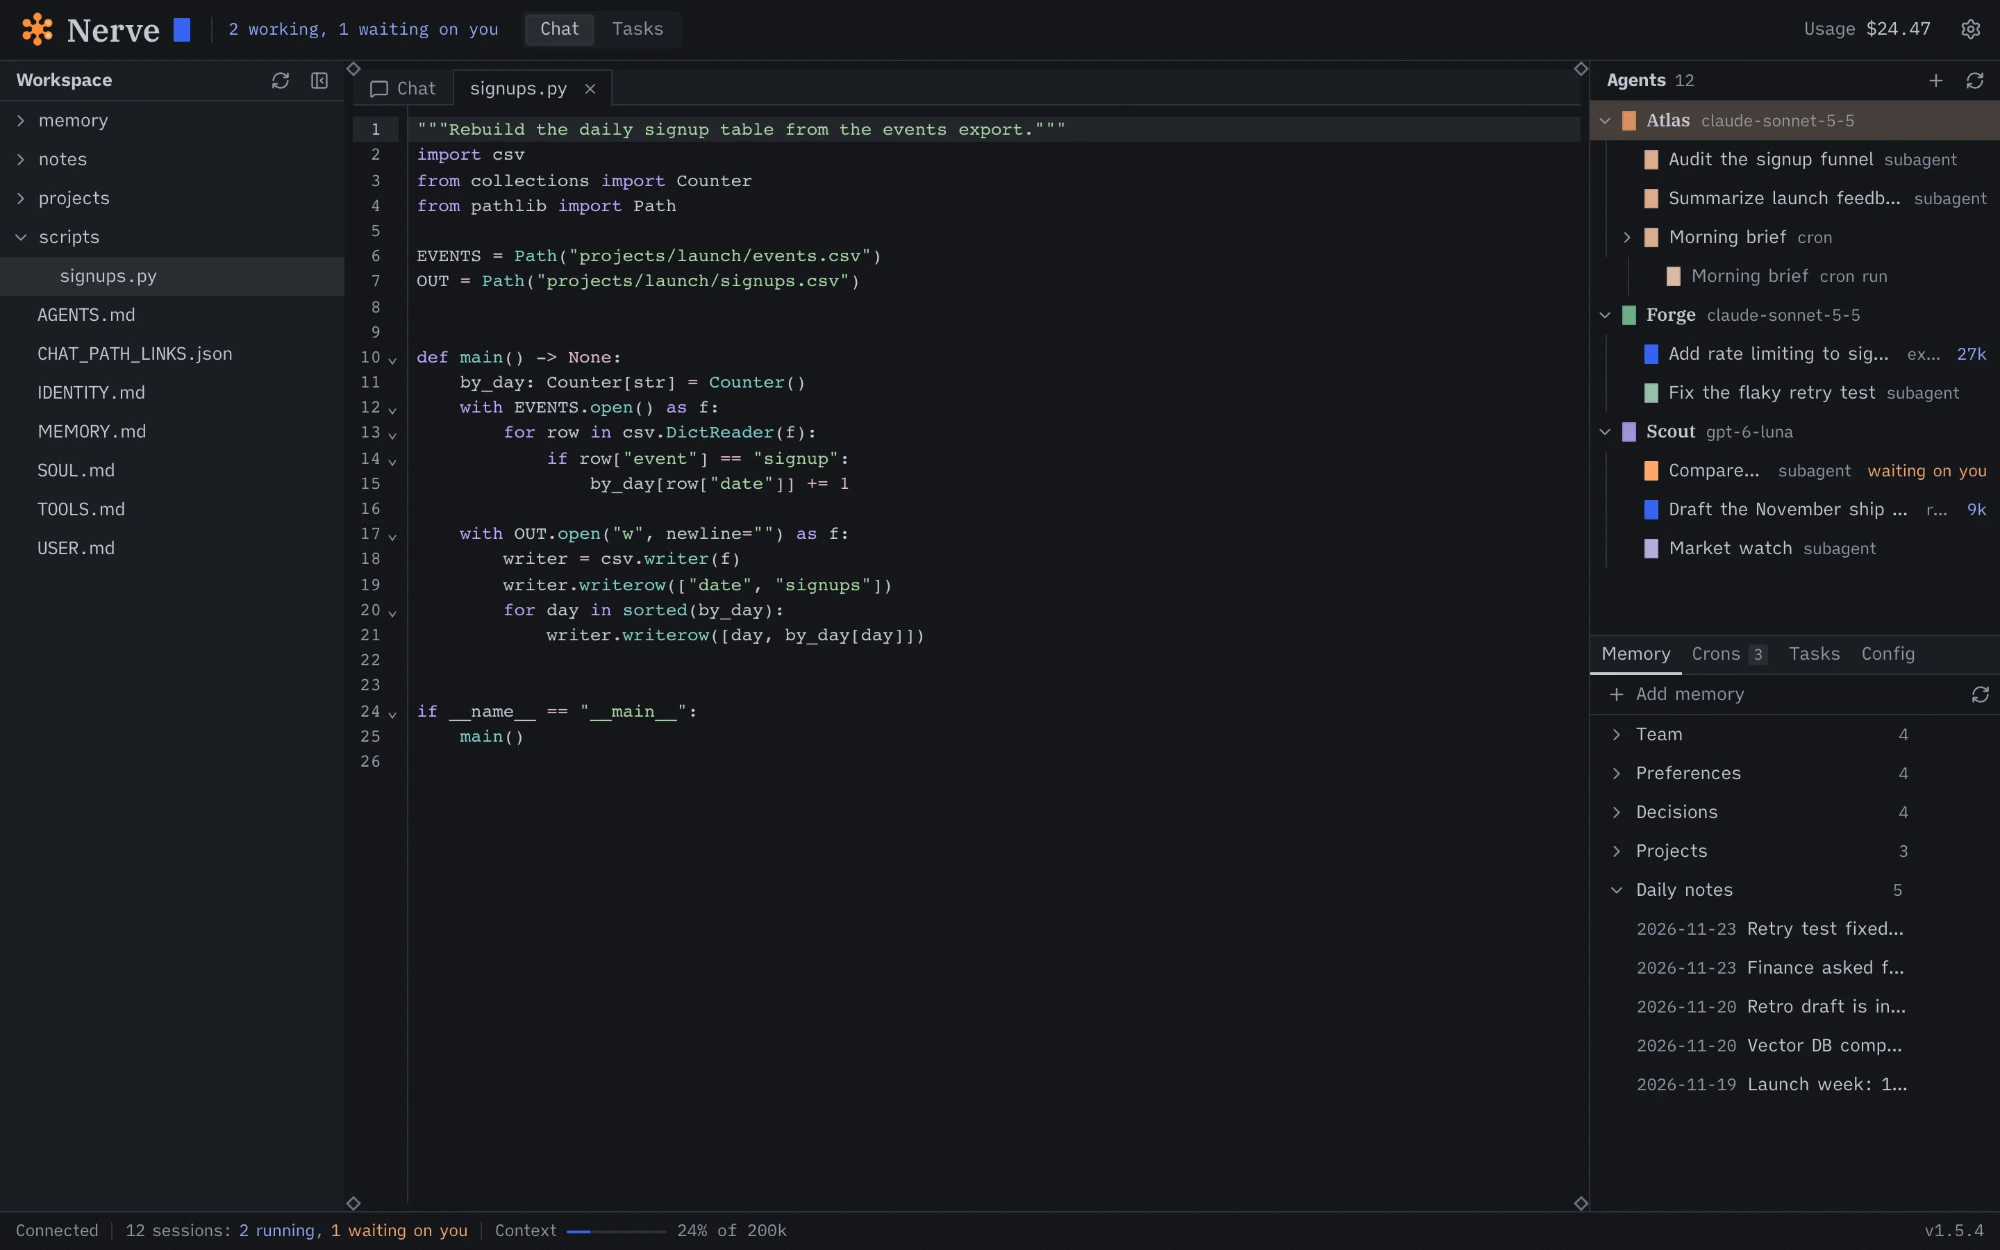 Nerve
2 working, 1 waiting on you
Chat
Tasks
Usage $24.47
Workspace
memory
notes
projects
scripts
signups.py
AGENTS.md
CHAT_PATH_LINKS.json
IDENTITY.md
MEMORY.md
SOUL.md
TOOLS.md
USER.md
Chat
signups.py
1 """Rebuild the daily signup table from the events export."""
2 import csv
3 from collections import Counter
4 from pathlib import Path
5
6 EVENTS = Path("projects/launch/events.csv")
7 OUT = Path("projects/launch/signups.csv")
8
9
10 def main() -> None:
11     by_day: Counter[str] = Counter()
12     with EVENTS.open() as f:
13         for row in csv.DictReader(f):
14             if row["event"] == "signup":
15                 by_day[row["date"]] += 1
16
17     with OUT.open("w", newline="") as f:
18         writer = csv.writer(f)
19         writer.writerow(["date", "signups"])
20         for day in sorted(by_day):
21             writer.writerow([day, by_day[day]])
22
23
24 if __name__ == "__main__":
25     main()
26
Agents 12
Atlas claude-sonnet-5-5
Audit the signup funnel subagent
Summarize launch feedb... subagent
Morning brief cron
Morning brief cron run
Forge claude-sonnet-5-5
Add rate limiting to sig... ex... 27k
Fix the flaky retry test subagent
Scout gpt-6-luna
Compare... subagent waiting on you
Draft the November ship ... r... 9k
Market watch subagent
Memory
Crons 3
Tasks
Config
Add memory
Team 4
Preferences 4
Decisions 4
Projects 3
Daily notes 5
2026-11-23 Retry test fixed...
2026-11-23 Finance asked f...
2026-11-20 Retro draft is in...
2026-11-20 Vector DB comp...
2026-11-19 Launch week: 1...
Connected
12 sessions: 2 running, 1 waiting on you
Context 24% of 200k
v1.5.4